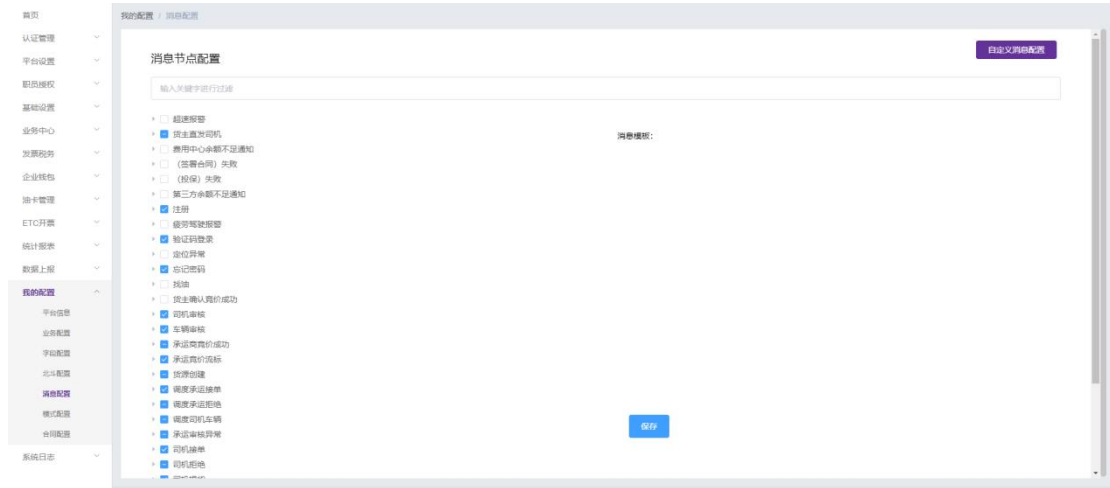 首页
认证管理
平台设置
职员授权
基础设置
业务中心
发票税务
企业钱包
油卡管理
ETC开票
统计报表
数据上报
我的配置
平台信息
业务配置
字段配置
北斗配置
消息配置
模式配置
合同配置
系统日志
我的配置 / 消息配置
消息节点配置
自定义消息配置
输入关键字进行过滤
超速报警
货主直发司机
费用中心余额不足通知
（签署合同）失败
（投保）失败
第三方余额不足通知
注册
疲劳驾驶报警
验证码登录
定位异常
忘记密码
找油
货主确认竞价成功
司机审核
车辆审核
承运商竞价成功
承运竞价流标
货源创建
调度承运接单
调度承运拒绝
调度司机车辆
承运审核异常
司机接单
司机拒绝
消息模板：
保存